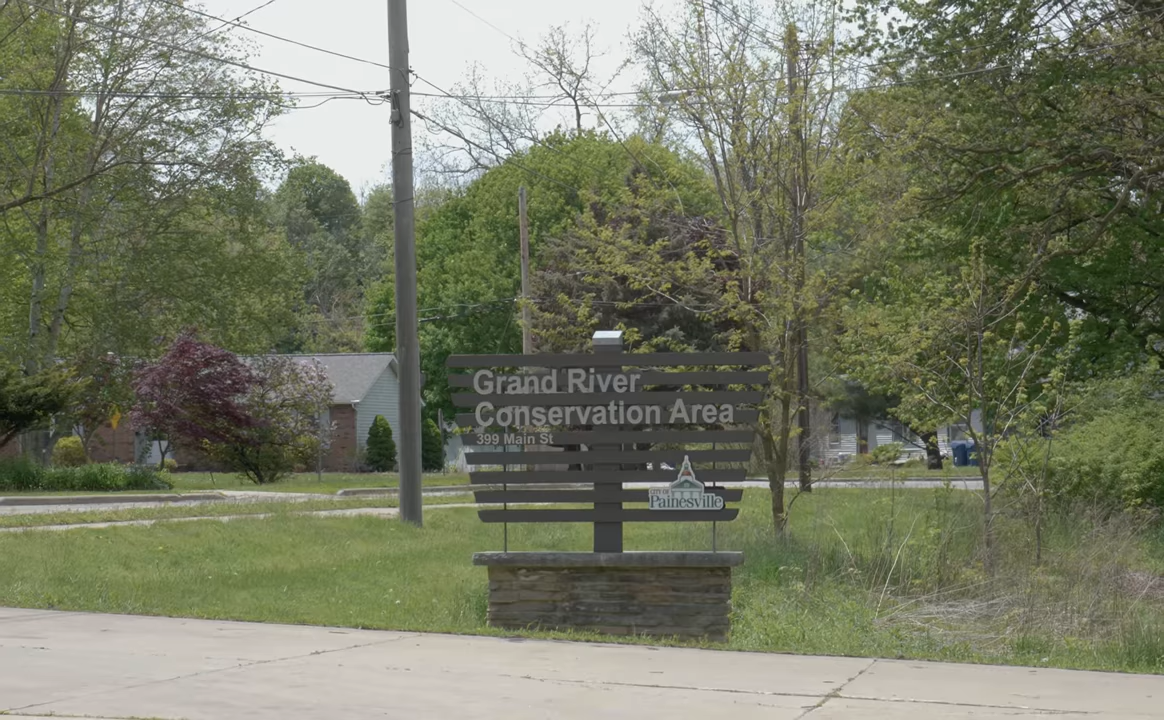 Grand River
Conservation Area
399 Main St
CITY OF
Painesville